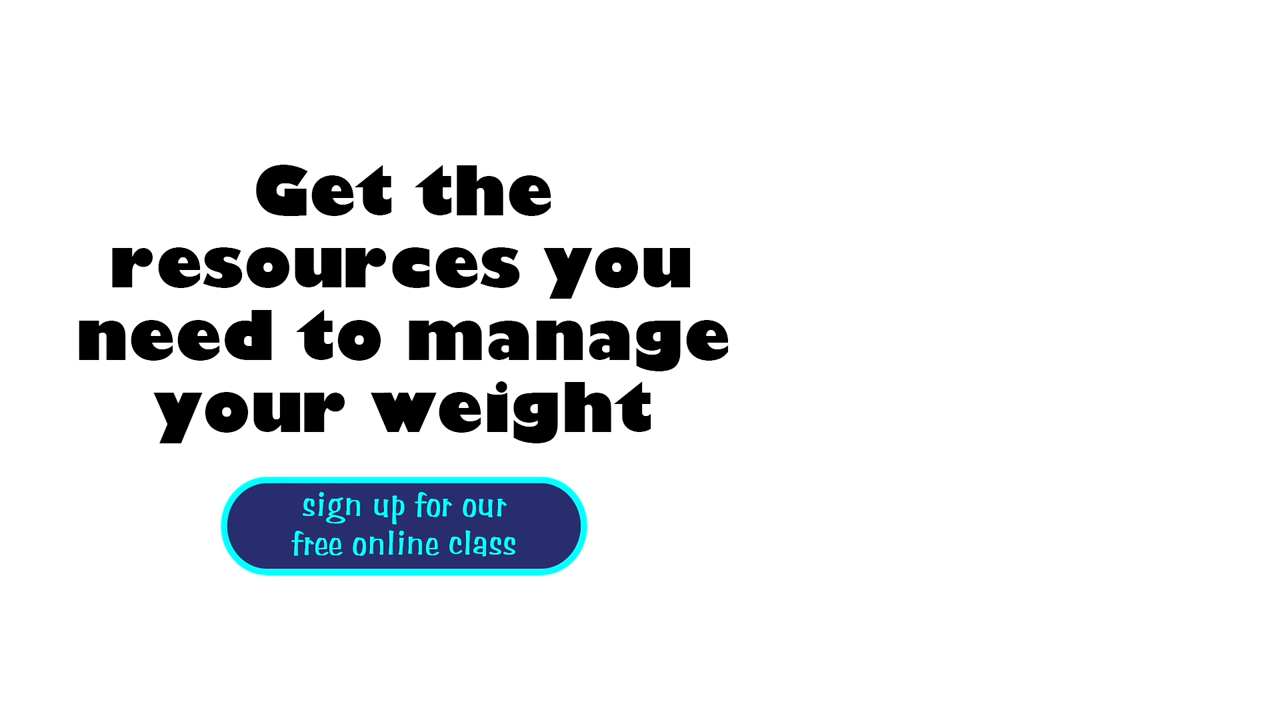 Get the
resources you
need to manage
your weight
sign up for our
free online class